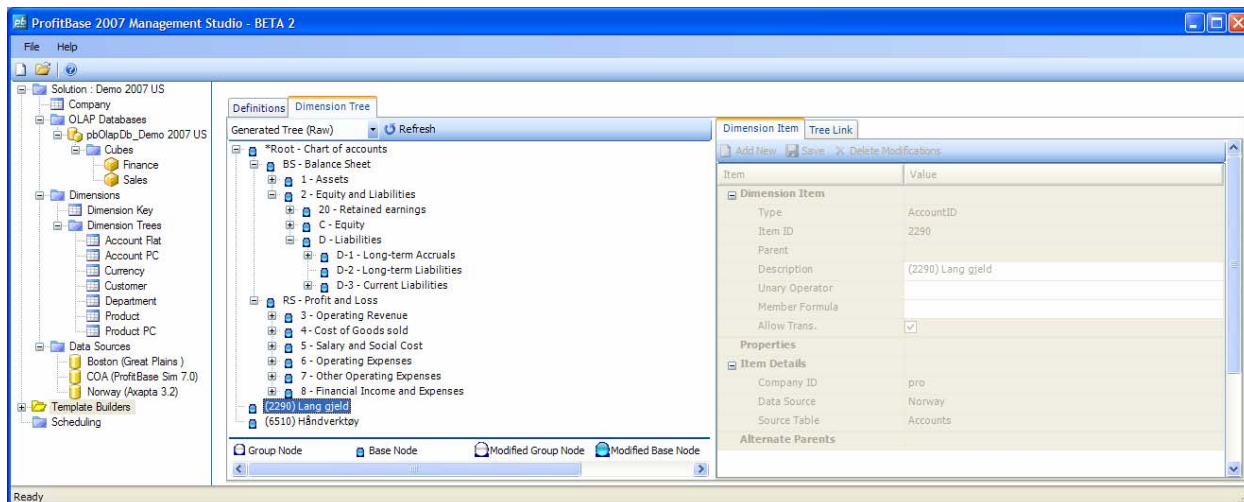 ProfitBase 2007 Management Studio - BETA 2
File Help
Solution : Demo 2007 US
Company
OLAP Databases
pbOlapDb_Demo 2007 US
Cubes
Finance
Sales
Dimensions
Dimension Key
Dimension Trees
Account Flat
Account PC
Currency
Customer
Department
Product
Product PC
Data Sources
Boston (Great Plains )
COA (ProfitBase Sim 7.0)
Norway (Axapta 3.2)
Template Builders
Scheduling
Definitions Dimension Tree
Generated Tree (Raw) Refresh
*Root - Chart of accounts
BS - Balance Sheet
1 - Assets
2 - Equity and Liabilities
20 - Retained earnings
C - Equity
D - Liabilities
D-1 - Long-term Accruals
D-2 - Long-term Liabilities
D-3 - Current Liabilities
RS - Profit and Loss
3 - Operating Revenue
4 - Cost of Goods sold
5 - Salary and Social Cost
6 - Operating Expenses
7 - Other Operating Expenses
8 - Financial Income and Expenses
(2290) Lang gjeld
(6510) Håndverktøy
Group Node Base Node Modified Group Node Modified Base Node
Dimension Item Tree Link
Add New Save Delete Modifications
Item Value
Dimension Item
Type AccountID
Item ID 2290
Parent
Description (2290) Lang gjeld
Unary Operator
Member Formula
Allow Trans.
Properties
Item Details
Company ID pro
Data Source Norway
Source Table Accounts
Alternate Parents
Ready